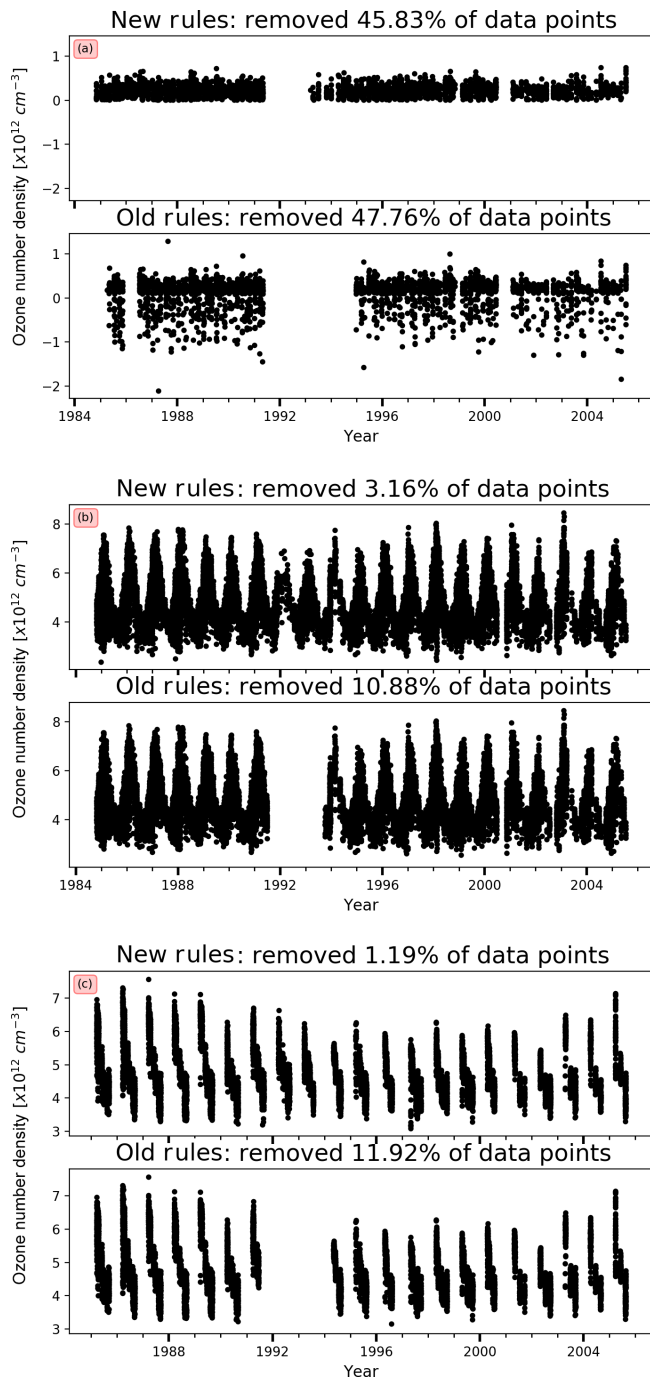 New rules: removed 45.83% of data points
(a)
1
0
−1
−2
Ozone number density [x10¹² cm⁻³]
Old rules: removed 47.76% of data points
1
0
−1
−2
1984 1988 1992 1996 2000 2004
Year
New rules: removed 3.16% of data points
(b)
8
6
4
Ozone number density [x10¹² cm⁻³]
Old rules: removed 10.88% of data points
8
6
4
1984 1988 1992 1996 2000 2004
Year
New rules: removed 1.19% of data points
(c)
7
6
5
4
3
Ozone number density [x10¹² cm⁻³]
Old rules: removed 11.92% of data points
7
6
5
4
3
1988 1992 1996 2000 2004
Year